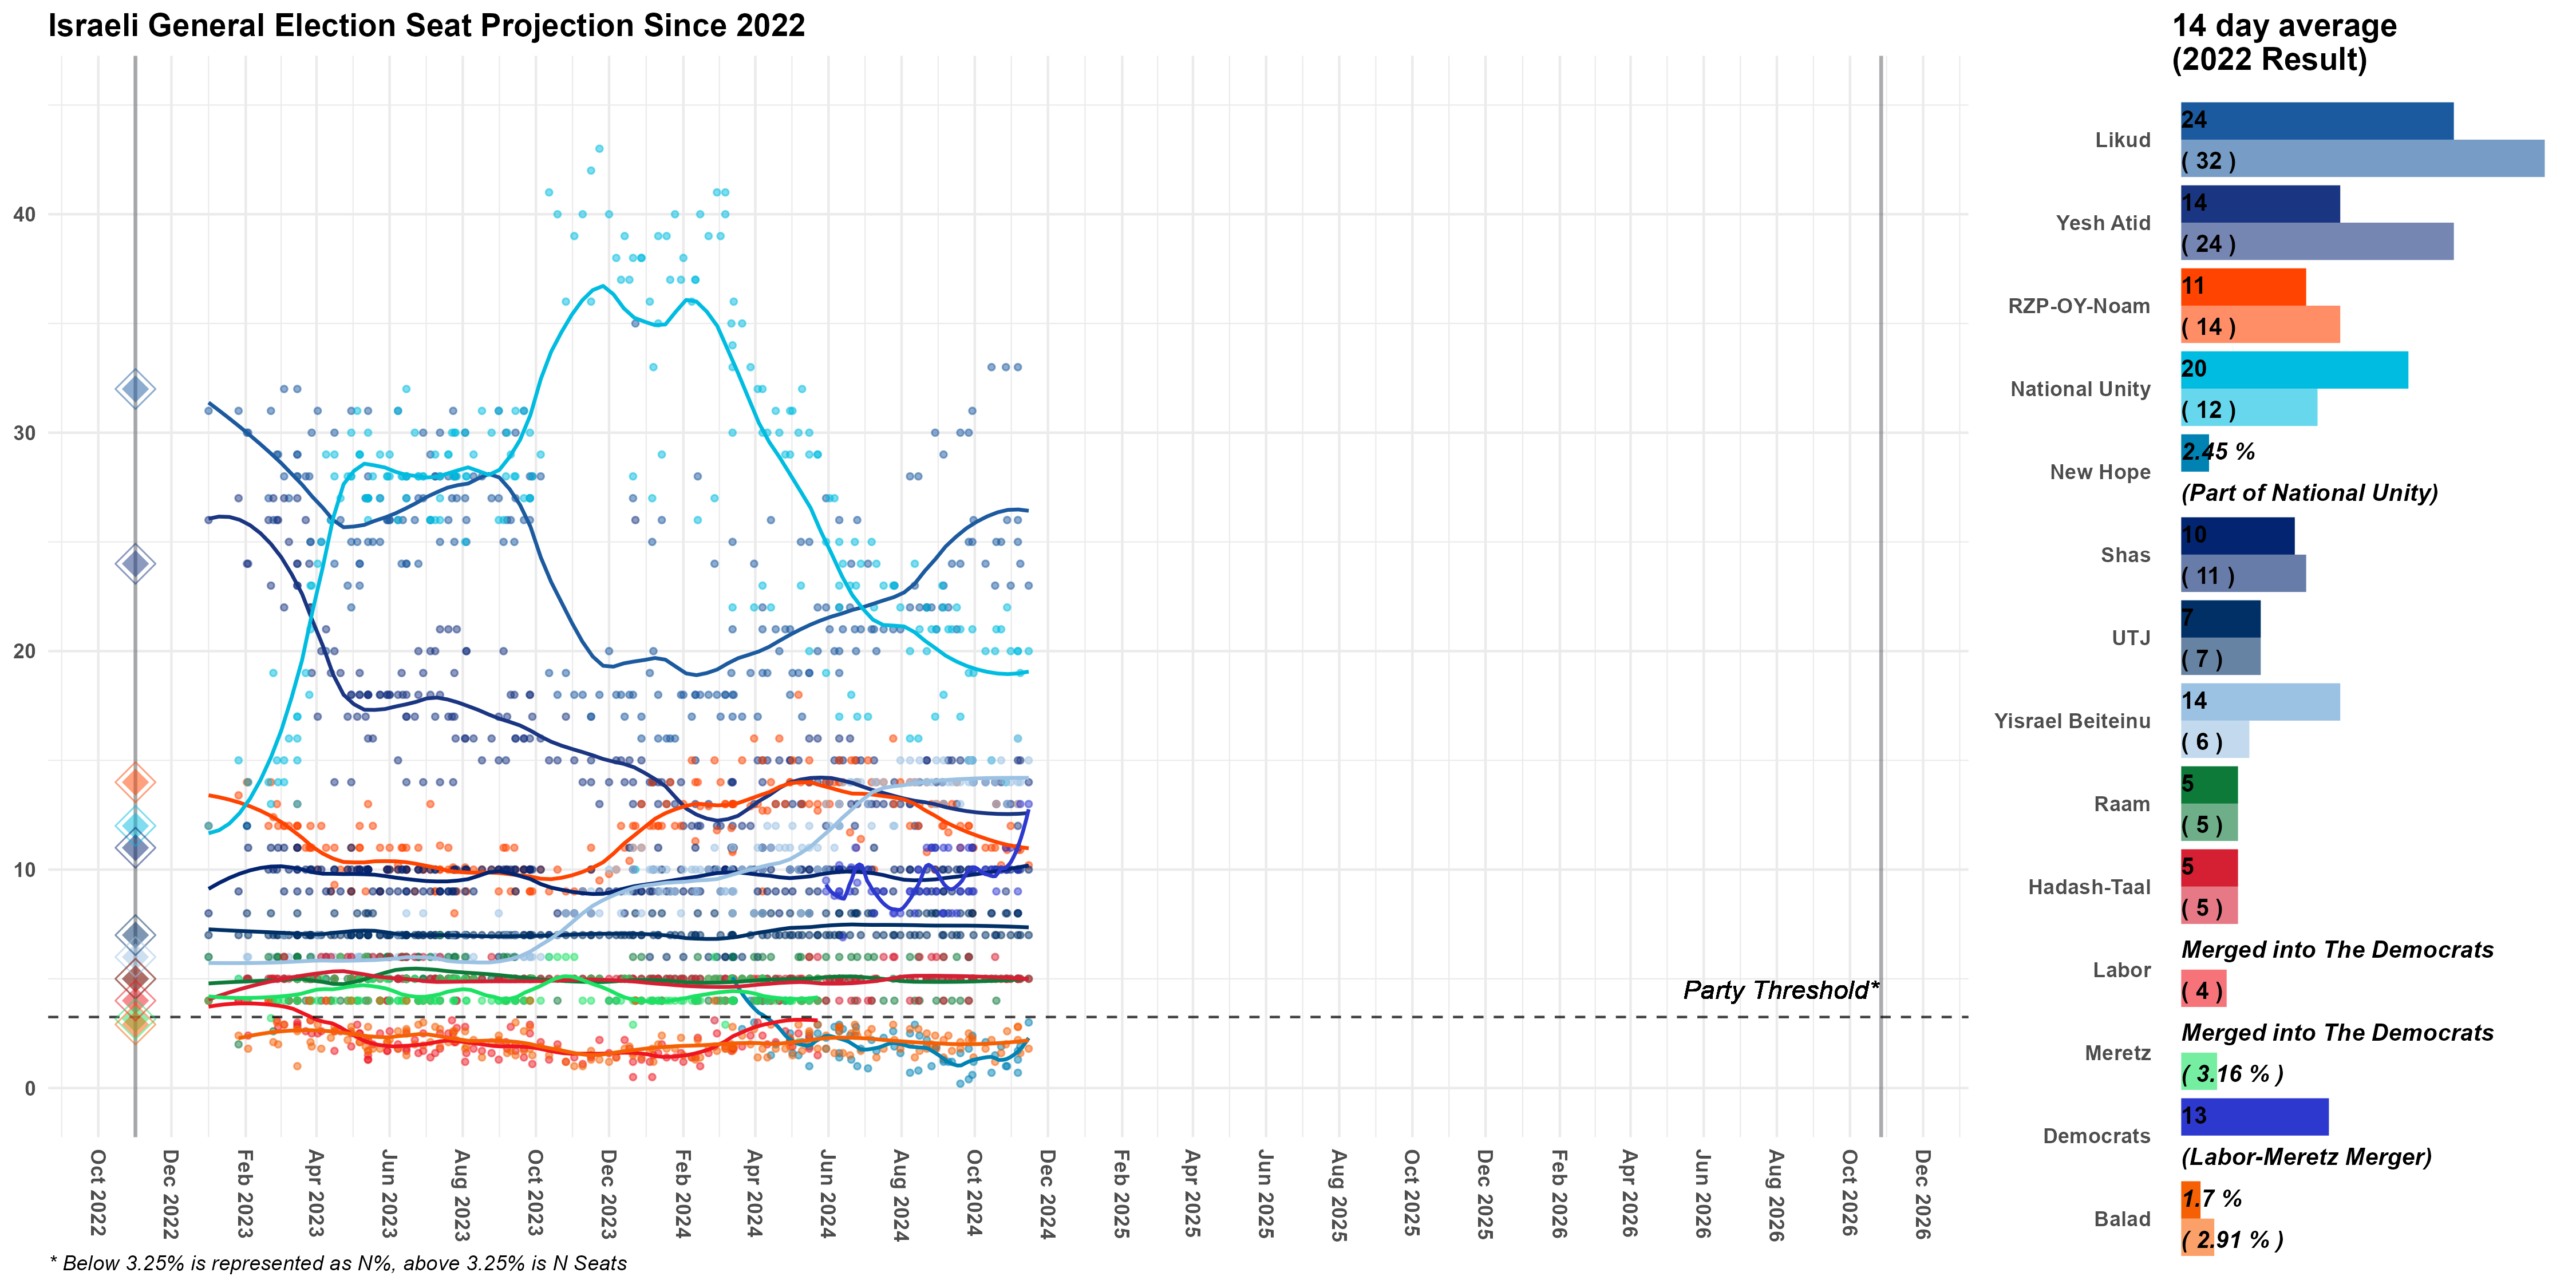 Israeli General Election Seat Projection Since 2022
14 day average
(2022 Result)
40
30
20
10
0
Party Threshold*
Oct 2022
Dec 2022
Feb 2023
Apr 2023
Jun 2023
Aug 2023
Oct 2023
Dec 2023
Feb 2024
Apr 2024
Jun 2024
Aug 2024
Oct 2024
Dec 2024
Feb 2025
Apr 2025
Jun 2025
Aug 2025
Oct 2025
Dec 2025
Feb 2026
Apr 2026
Jun 2026
Aug 2026
Oct 2026
Dec 2026
* Below 3.25% is represented as N%, above 3.25% is N Seats
Likud
24
( 32 )
Yesh Atid
14
( 24 )
RZP-OY-Noam
11
( 14 )
National Unity
20
( 12 )
New Hope
2.45 %
(Part of National Unity)
Shas
10
( 11 )
UTJ
7
( 7 )
Yisrael Beiteinu
14
( 6 )
Raam
5
( 5 )
Hadash-Taal
5
( 5 )
Labor
Merged into The Democrats
( 4 )
Meretz
Merged into The Democrats
( 3.16 % )
Democrats
13
(Labor-Meretz Merger)
Balad
1.7 %
( 2.91 % )